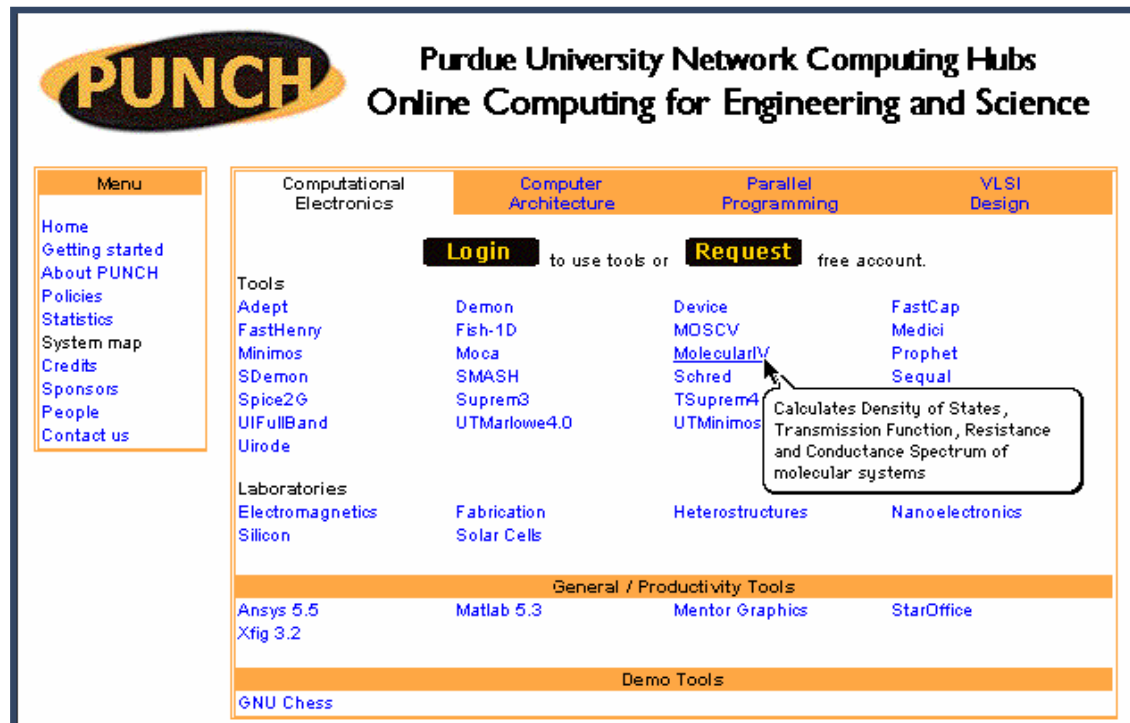 PUNCH
Purdue University Network Computing Hubs
Online Computing for Engineering and Science
Menu
Home
Getting started
About PUNCH
Policies
Statistics
System map
Credits
Sponsors
People
Contact us
Computational Electronics
Computer Architecture
Parallel Programming
VLSI Design
Login to use tools or Request free account.
Tools
Adept Demon Device FastCap
FastHenry Fish-1D MOSCV Medici
Minimos Moca MolecularIV Prophet
SDemon SMASH Schred Sequal
Spice2G Suprem3 TSuprem4
UIFullBand UTMarlowe4.0 UTMinimos
Uirode
Calculates Density of States,
Transmission Function, Resistance
and Conductance Spectrum of
molecular systems
Laboratories
Electromagnetics Fabrication Heterostructures Nanoelectronics
Silicon Solar Cells
General / Productivity Tools
Ansys 5.5 Matlab 5.3 Mentor Graphics StarOffice
Xfig 3.2
Demo Tools
GNU Chess